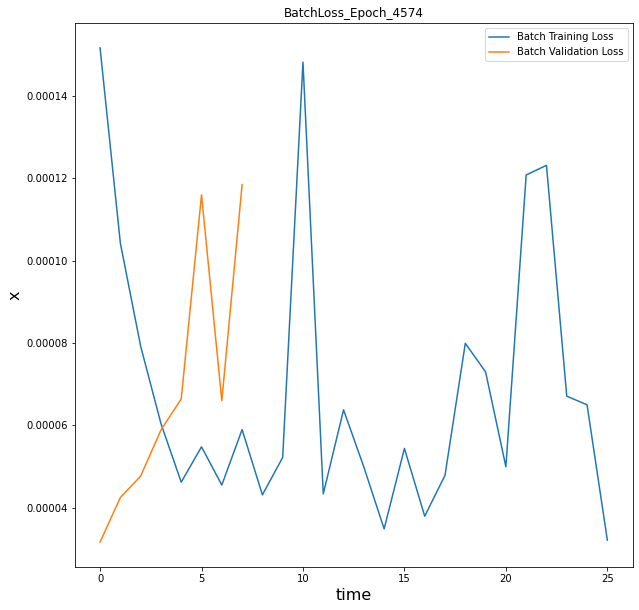 BatchLoss_Epoch_4574
Batch Training Loss
Batch Validation Loss
0.00014
0.00012
0.00010
0.00008
0.00006
0.00004
x
0 5 10 15 20 25
time